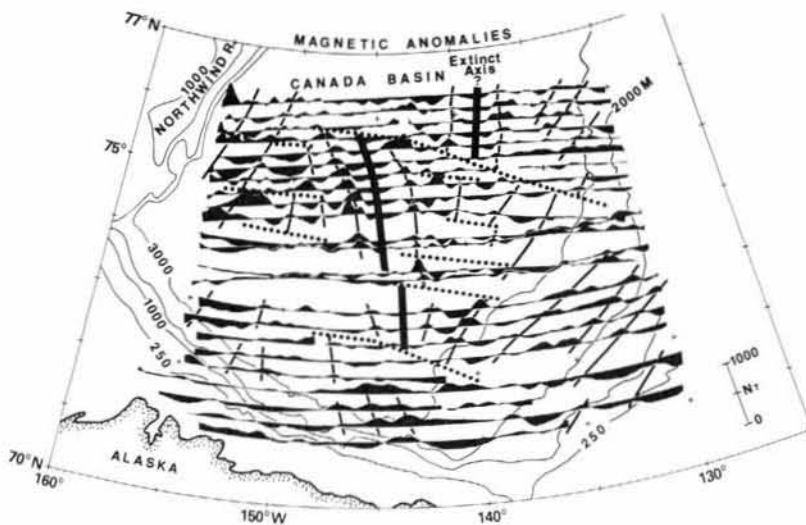 77°N
MAGNETIC ANOMALIES
CANADA BASIN
Extinct
Axis
?
1000
NORTHWIND R.
2000 M
75°
3000
1000
250
1000
NT
0
250
70°N
ALASKA
160°
150°W
140°
130°